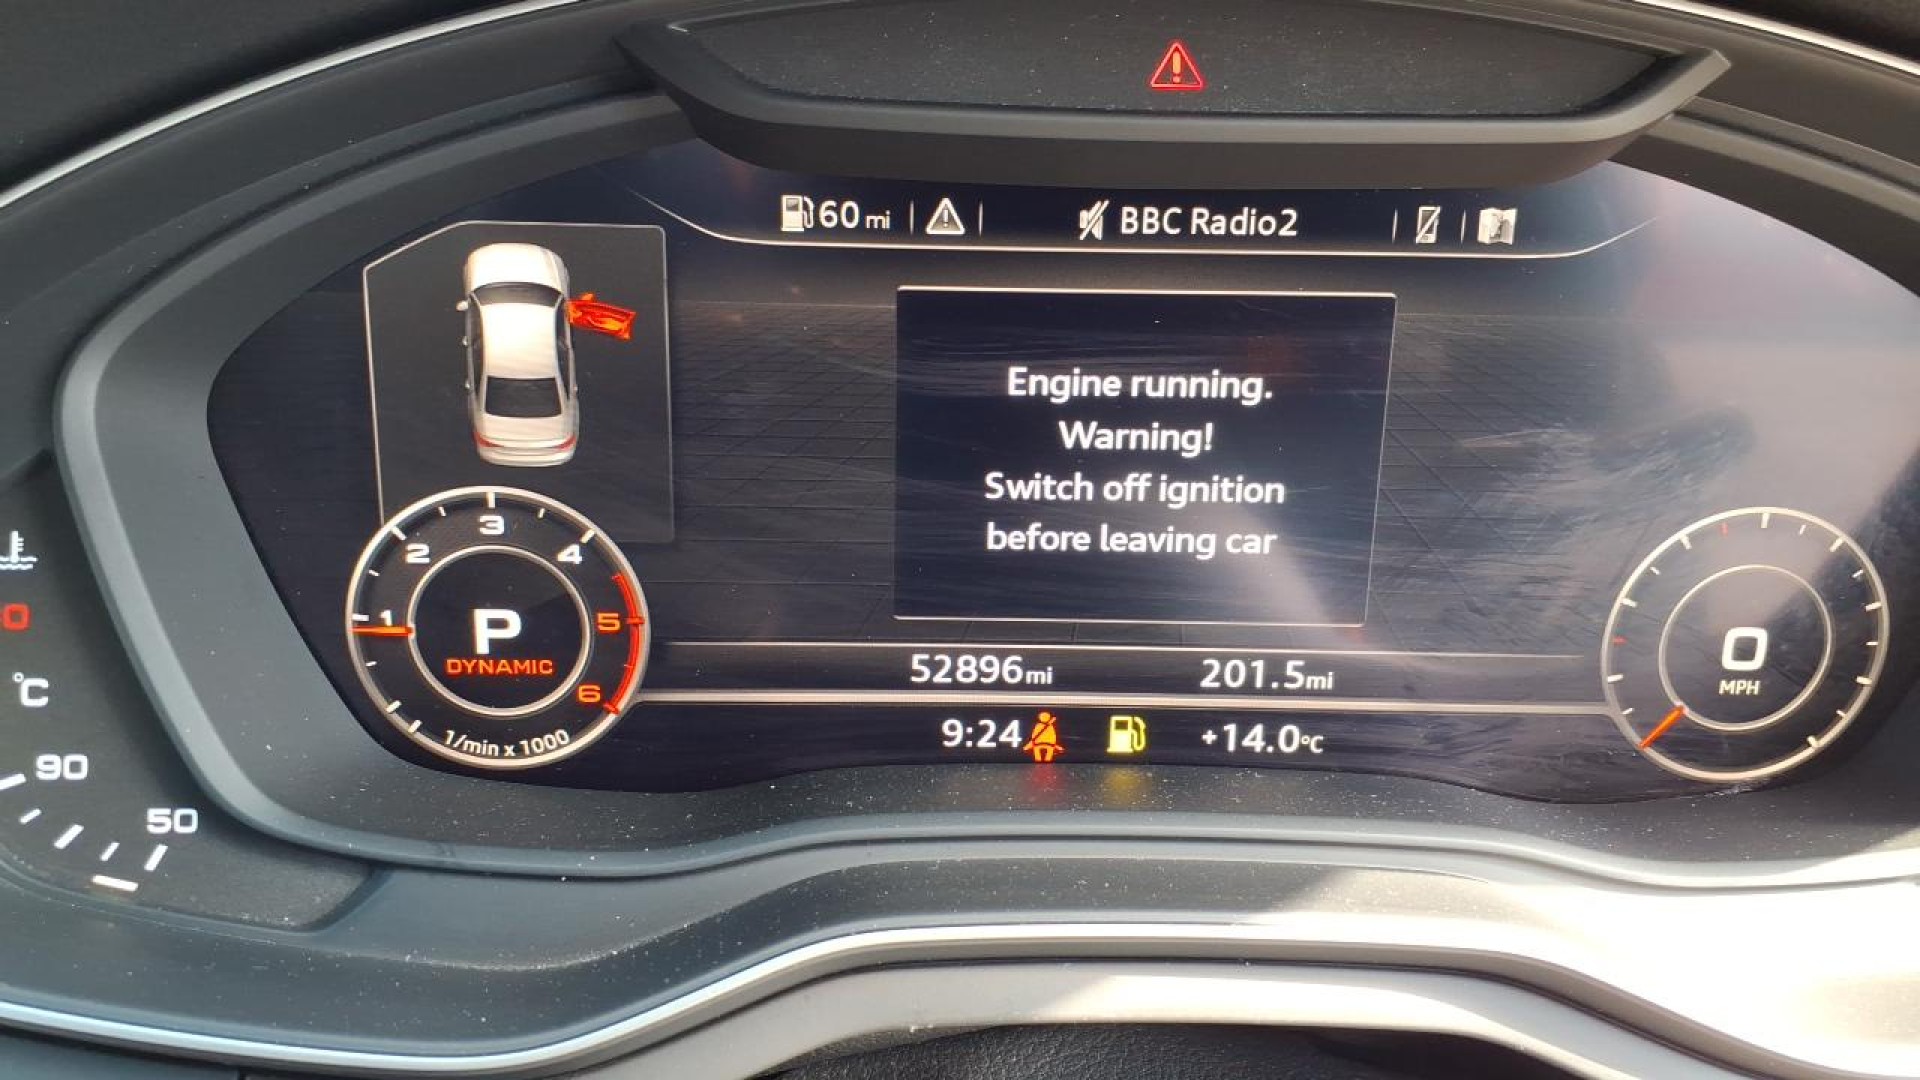 60 mi
BBC Radio2
Engine running.
Warning!
Switch off ignition
before leaving car
1
2
3
4
5
6
P
DYNAMIC
1/min x 1000
0
MPH
52896mi
201.5mi
9:24
+14.0°C
°C
90
50